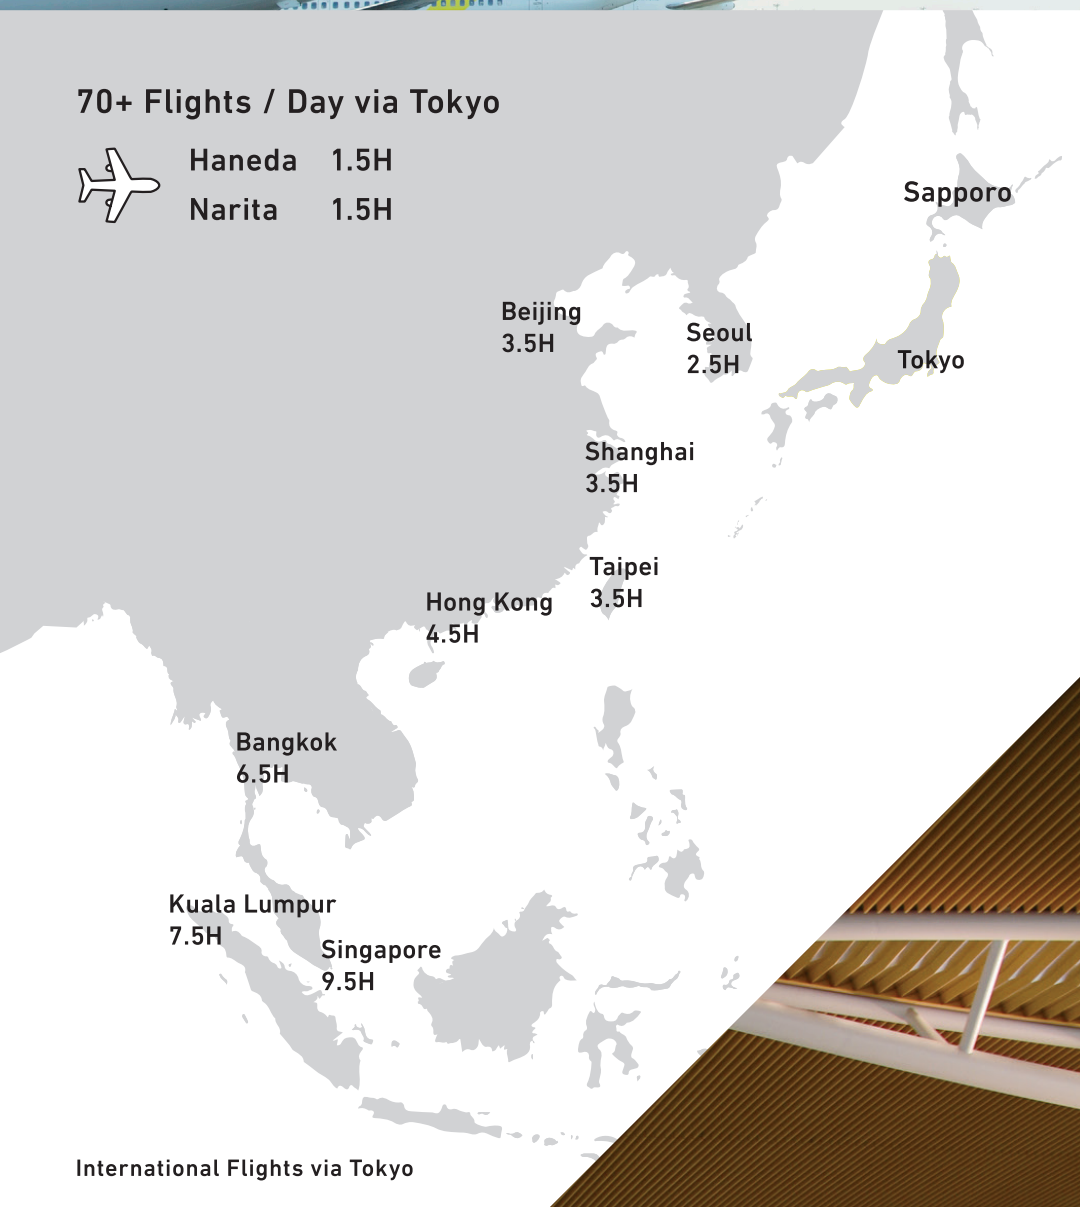 70+ Flights / Day via Tokyo
Haneda 1.5H
Narita 1.5H
Sapporo
Beijing
3.5H
Seoul
2.5H
Tokyo
Shanghai
3.5H
Taipei
3.5H
Hong Kong
4.5H
Bangkok
6.5H
Kuala Lumpur
7.5H
Singapore
9.5H
International Flights via Tokyo